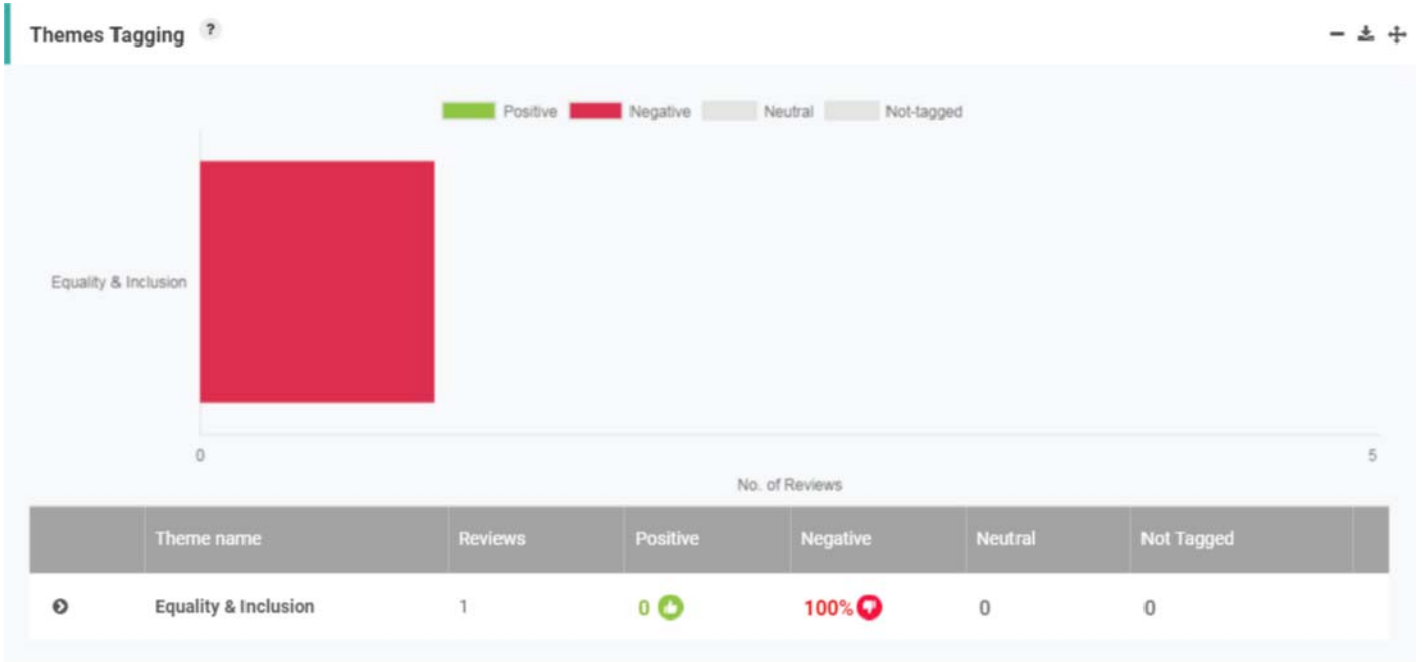 Themes Tagging ?
Positive Negative Neutral Not-tagged
Equality & Inclusion
0 5
No. of Reviews
Theme name Reviews Positive Negative Neutral Not Tagged
Equality & Inclusion 1 0 100% 0 0